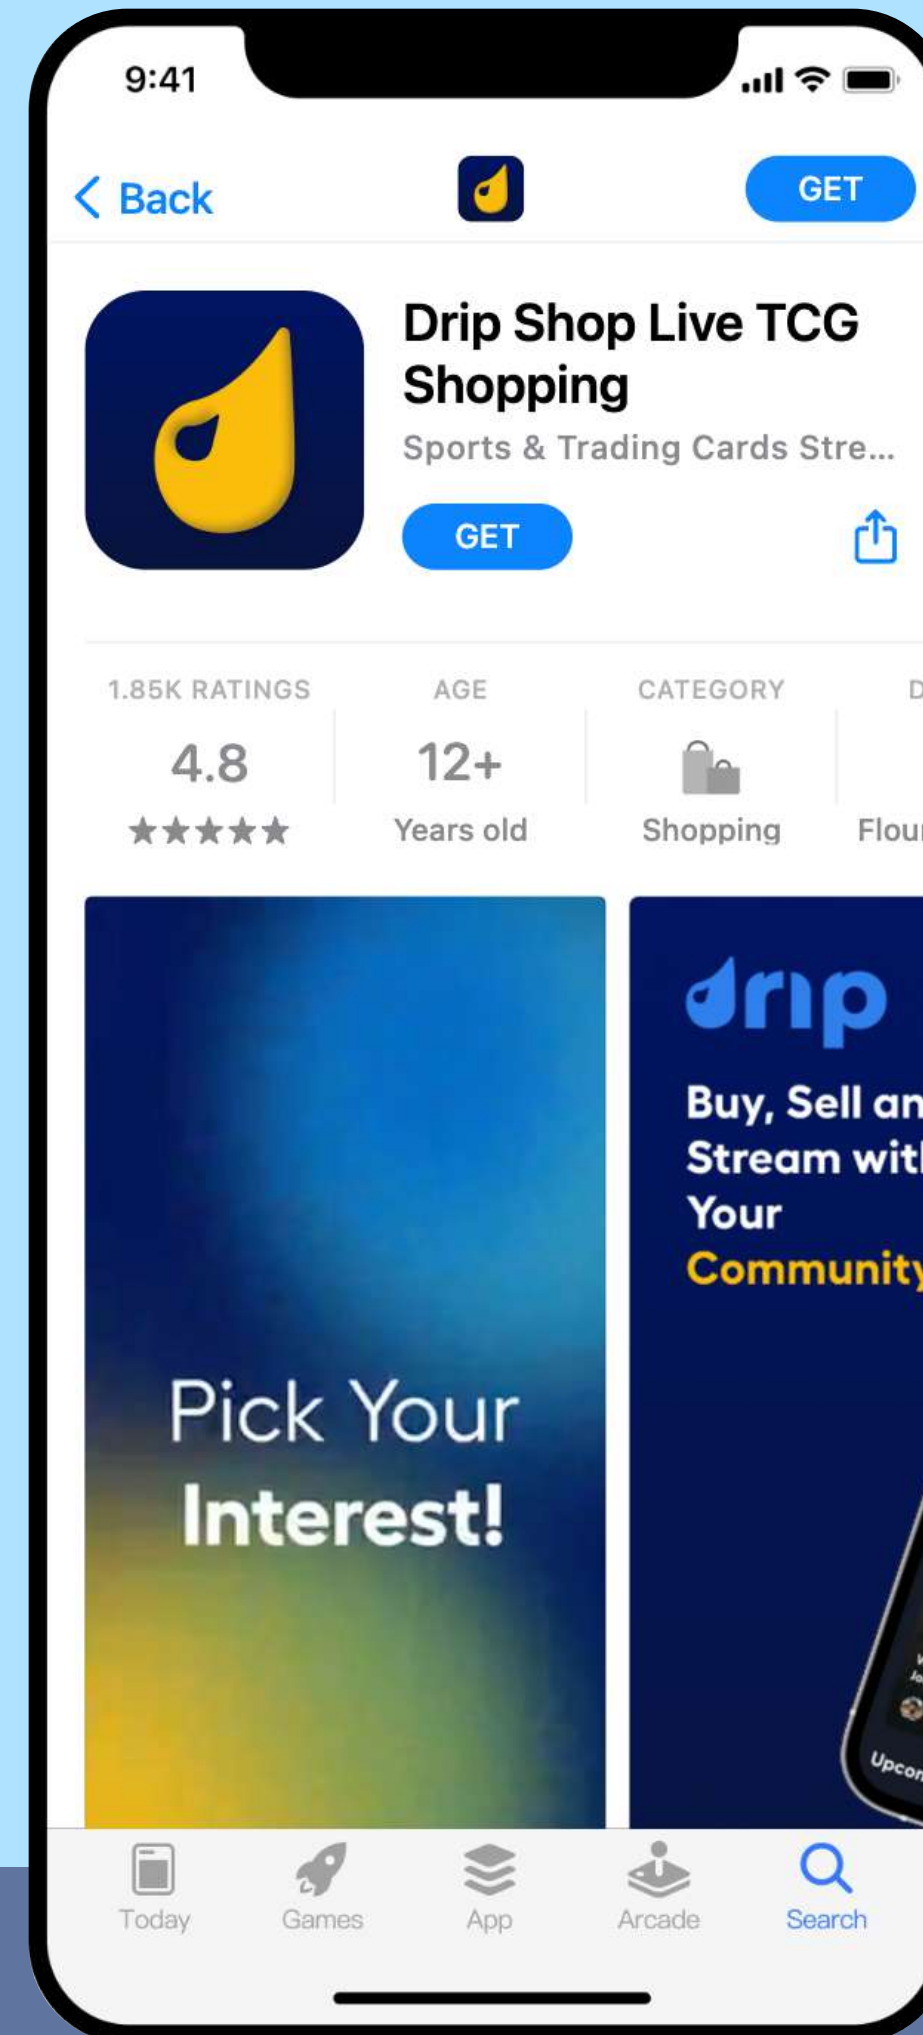 9:41
Back
GET
Drip Shop Live TCG
Shopping
Sports & Trading Cards Stre...
GET
1.85K RATINGS
AGE
CATEGORY
4.8
12+
Years old
Shopping
Pick Your
Interest!
drip
Buy, Sell
Stream
Your
Community
Today
Games
App
Arcade
Search